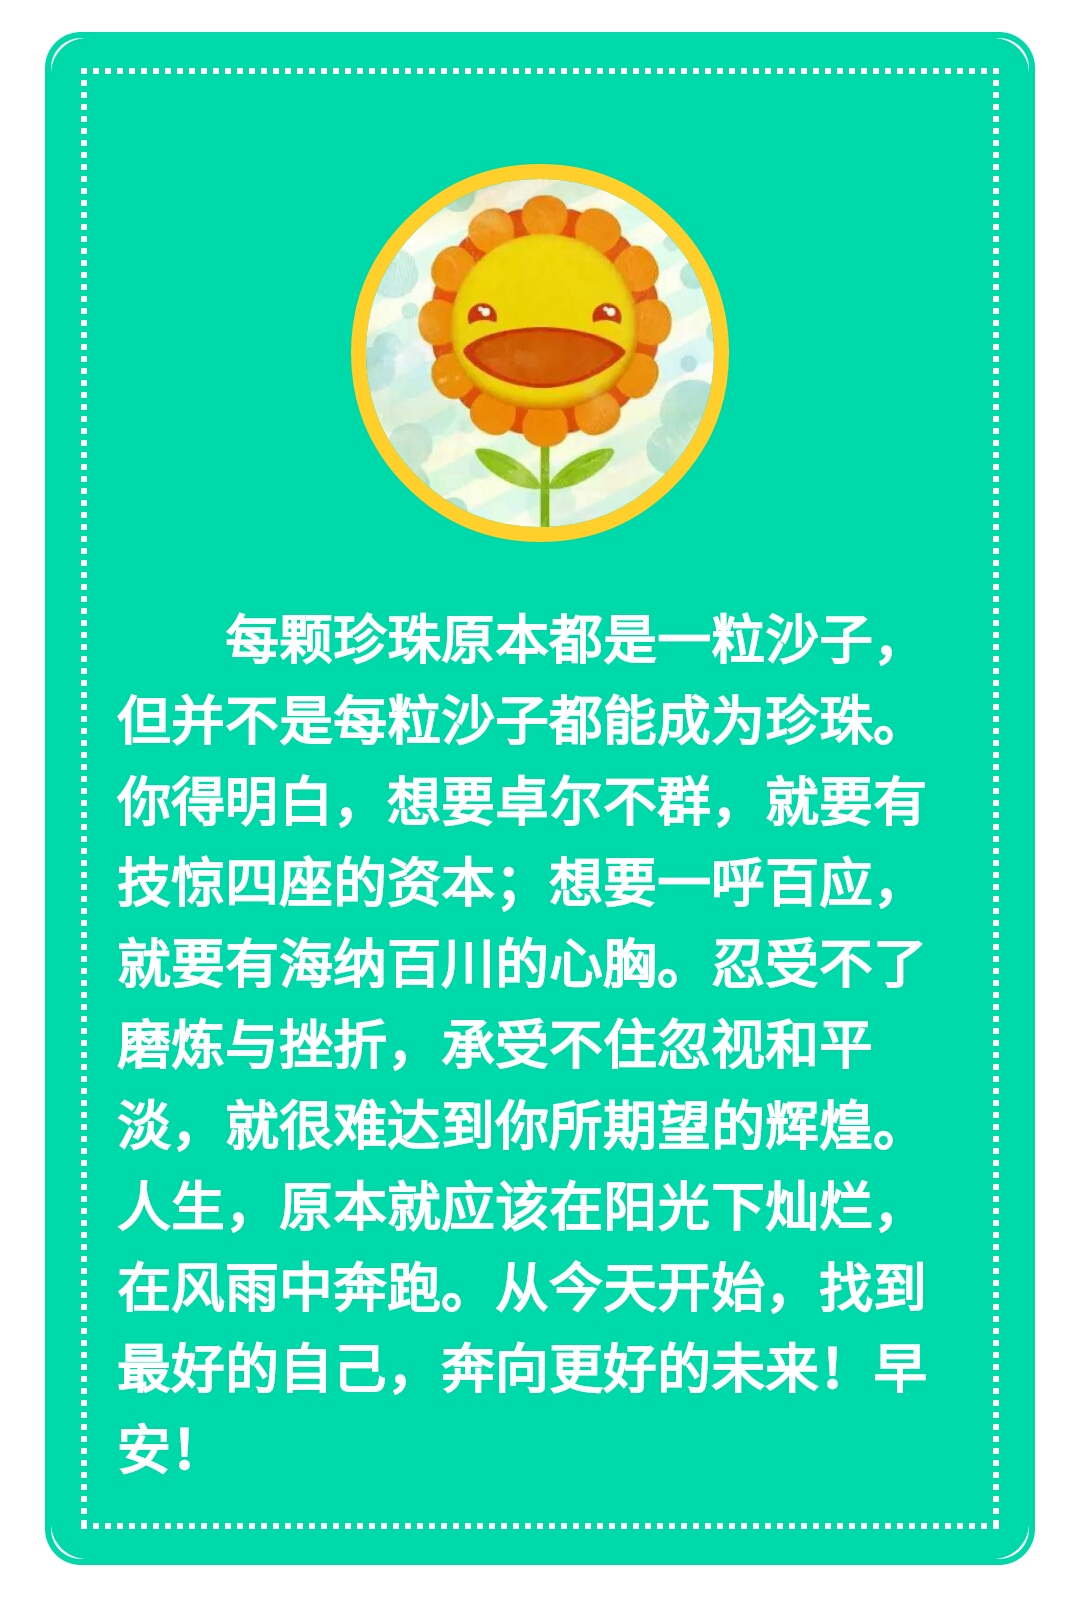 每颗珍珠原本都是一粒沙子，
但并不是每粒沙子都能成为珍珠。
你得明白，想要卓尔不群，就要有
技惊四座的资本；想要一呼百应，
就要有海纳百川的心胸。忍受不了
磨炼与挫折，承受不住忽视和平
淡，就很难达到你所期望的辉煌。
人生，原本就应该在阳光下灿烂，
在风雨中奔跑。从今天开始，找到
最好的自己，奔向更好的未来！早
安！